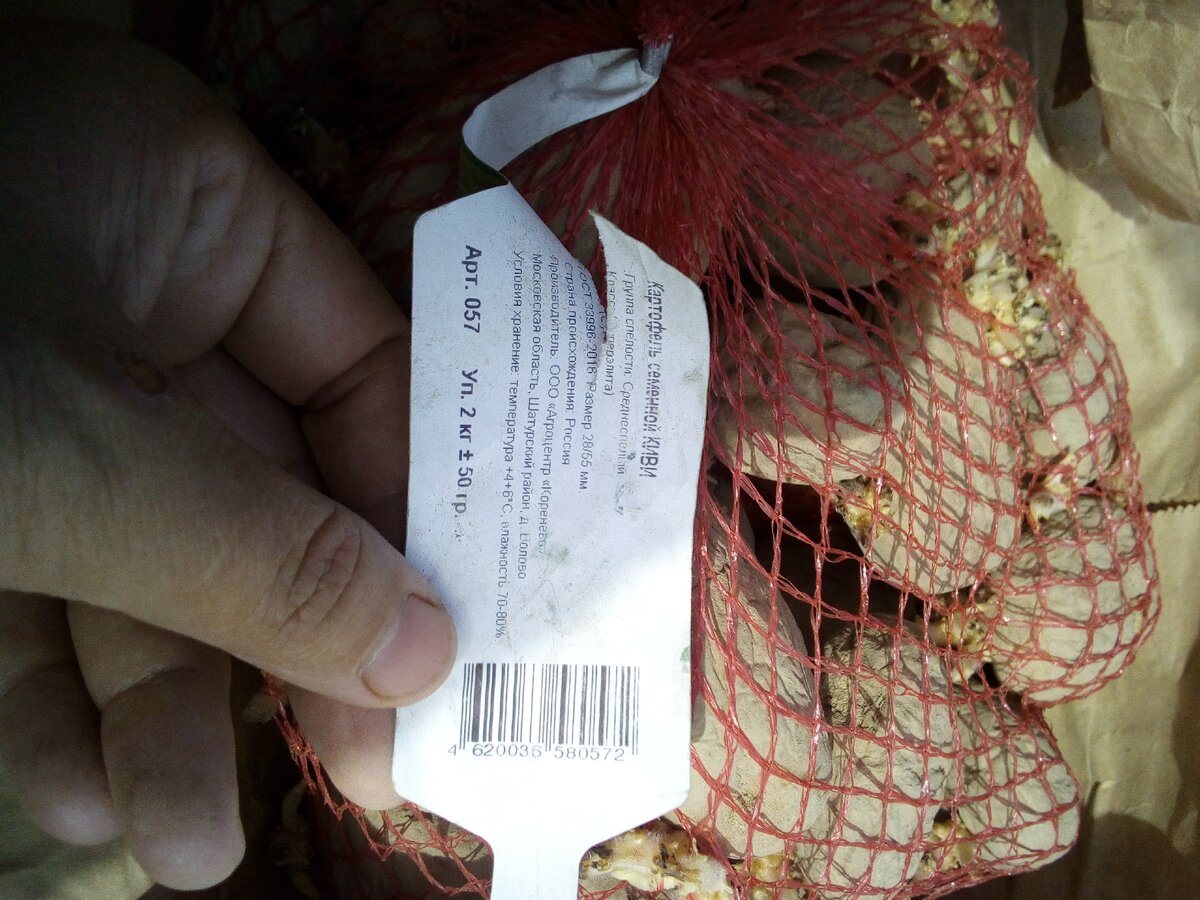 Картофель семенной КИВИ
Группа спелости: Среднеспелый
ГОСТ 33996-2016 Размер 28/55 мм.
Страна происхождения: Россия
Производитель: ООО «Агроцентр «Коренево»
Московская область, Шатурский район, д. Волово
Условия хранение: температура +4+6°С, влажность 70-80%
Арт. 057 Уп. 2 кг ± 50 гр.
4 620036 580572